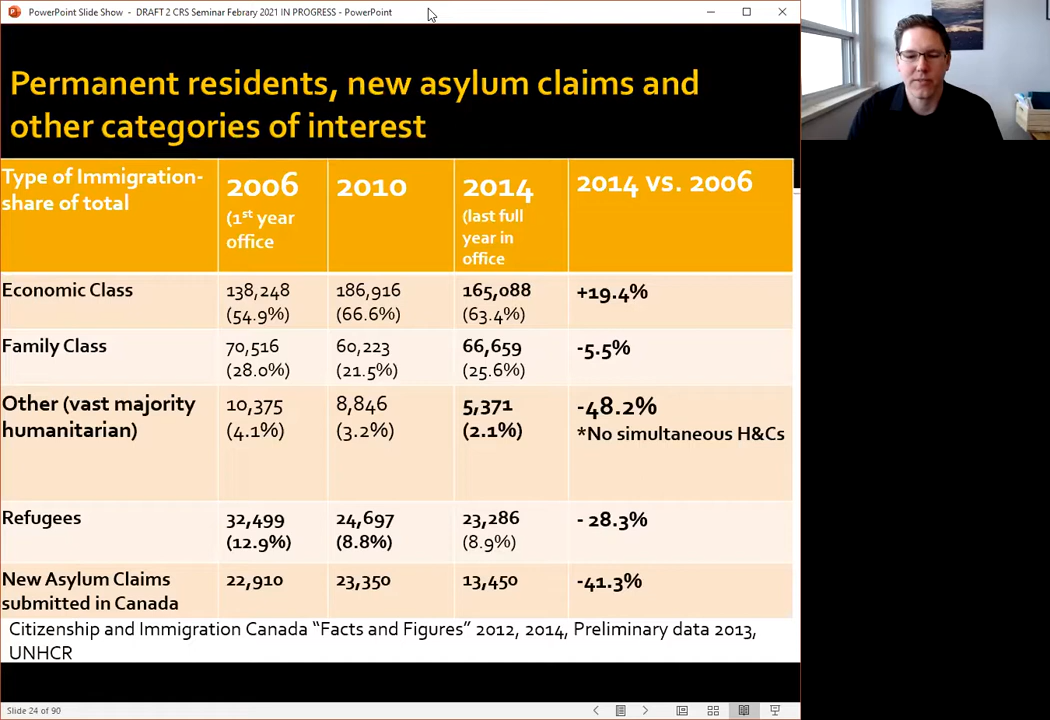 PowerPoint Slide Show - DRAFT 2 CRS Seminar Febrary 2021 IN PROGRESS - PowerPoint
Permanent residents, new asylum claims and
other categories of interest
Type of Immigration-
share of total
2006
(1st year
office
2010
2014
(last full
year in
office
2014 vs. 2006
Economic Class
138,248
(54.9%)
186,916
(66.6%)
165,088
(63.4%)
+19.4%
Family Class
70,516
(28.0%)
60,223
(21.5%)
66,659
(25.6%)
-5.5%
Other (vast majority
humanitarian)
10,375
(4.1%)
8,846
(3.2%)
5,371
(2.1%)
-48.2%
*No simultaneous H&Cs
Refugees
32,499
(12.9%)
24,697
(8.8%)
23,286
(8.9%)
- 28.3%
New Asylum Claims
submitted in Canada
22,910
23,350
13,450
-41.3%
Citizenship and Immigration Canada “Facts and Figures” 2012, 2014, Preliminary data 2013,
UNHCR
Slide 24 of 90